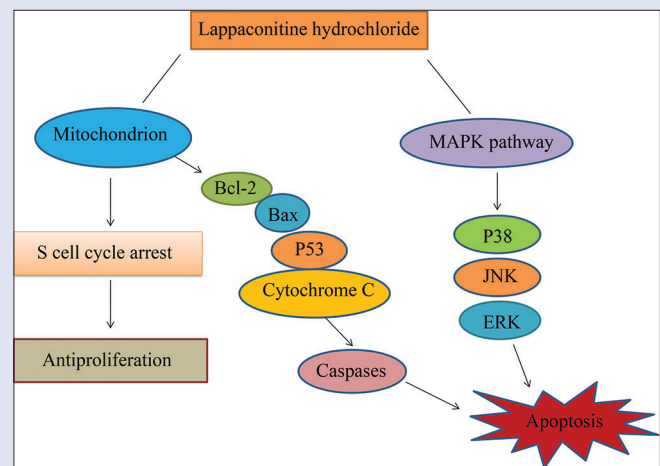 Lappaconitine hydrochloride
Mitochondrion
MAPK pathway
Bcl-2
Bax
P53
Cytochrome C
Caspases
S cell cycle arrest
Antiproliferation
P38
JNK
ERK
Apoptosis